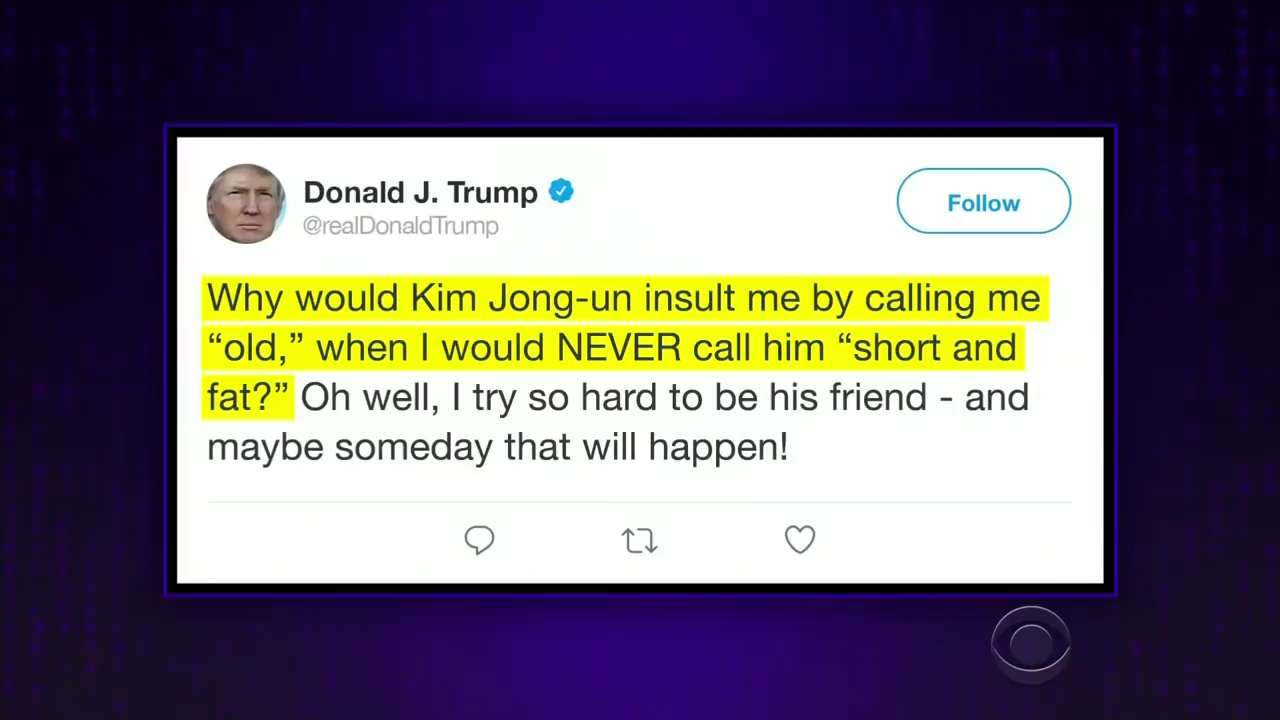 Donald J. Trump
@realDonaldTrump
Follow
Why would Kim Jong-un insult me by calling me
“old,” when I would NEVER call him “short and
fat?” Oh well, I try so hard to be his friend - and
maybe someday that will happen!